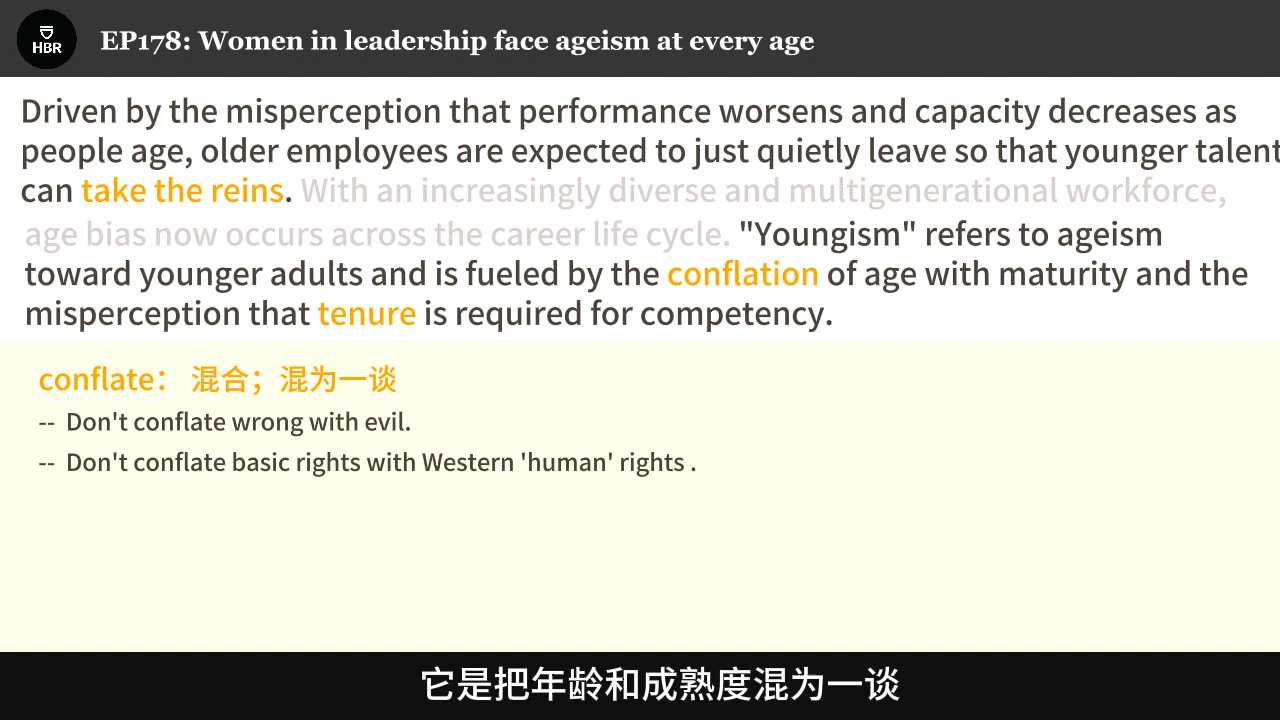 HBR
EP178: Women in leadership face ageism at every age
Driven by the misperception that performance worsens and capacity decreases as
people age, older employees are expected to just quietly leave so that younger talent
can take the reins. With an increasingly diverse and multigenerational workforce,
age bias now occurs across the career life cycle. "Youngism" refers to ageism
toward younger adults and is fueled by the conflation of age with maturity and the
misperception that tenure is required for competency.
conflate： 混合；混为一谈
-- Don't conflate wrong with evil.
-- Don't conflate basic rights with Western 'human' rights .
它是把年龄和成熟度混为一谈